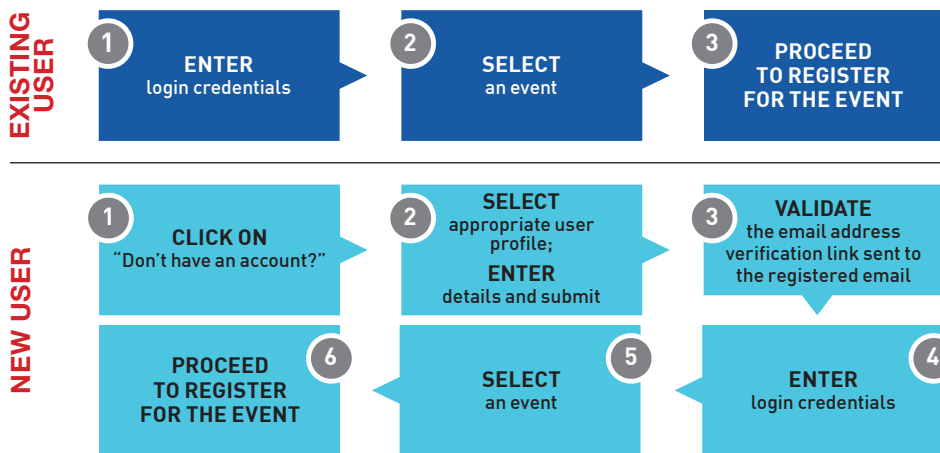 EXISTING
USER
1
ENTER
login credentials
2
SELECT
an event
3
PROCEED
TO REGISTER
FOR THE EVENT
NEW USER
1
CLICK ON
“Don’t have an account?”
2
SELECT
appropriate user
profile;
ENTER
details and submit
3
VALIDATE
the email address
verification link sent to
the registered email
4
ENTER
login credentials
5
SELECT
an event
6
PROCEED
TO REGISTER
FOR THE EVENT